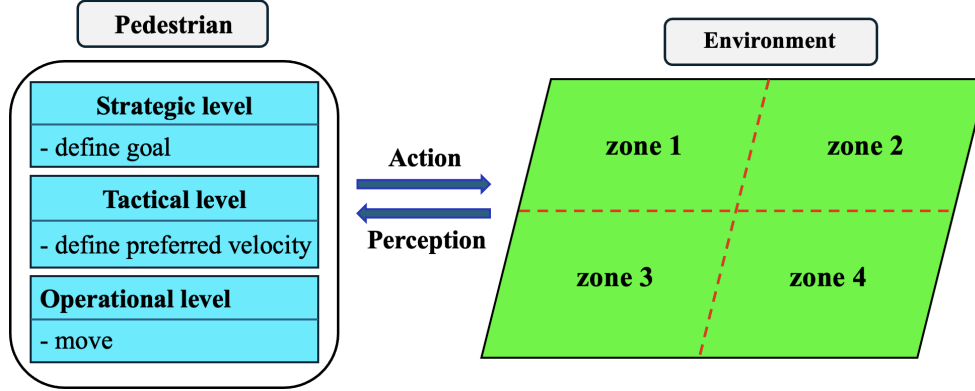 Pedestrian
Strategic level
- define goal
Tactical level
- define preferred velocity
Operational level
- move
Action
Perception
Environment
zone 1
zone 2
zone 3
zone 4